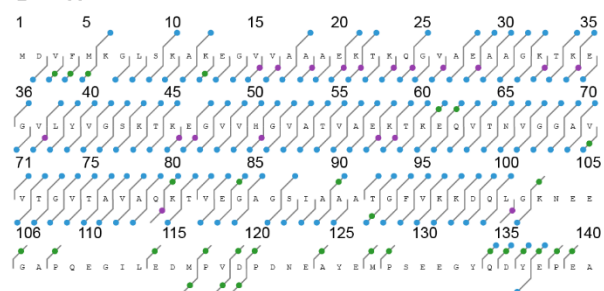 1 5 10 15 20 25 30 35
M D V F M K G L S K A K E G V V A A A E K T K Q G V A E A A G K T K E
36 40 45 50 55 60 65 70
G V L Y V G S K T K E G V V H G V A T V A E K T K E Q V T N V G G A V
71 75 80 85 90 95 100 105
V T G V T A V A Q K T V E G A G S I A A A T G F V K K D Q L G K N E E
106 110 115 120 125 130 135 140
G A P Q E G I L E D M P V D P D N E A Y E M P S E E G Y Q D Y E P E A